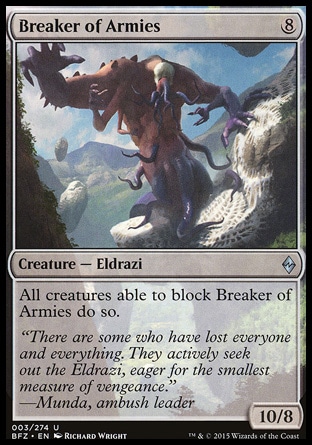 Breaker of Armies 8
Creature — Eldrazi
All creatures able to block Breaker of
Armies do so.
“There are some who have lost everyone
and everything. They actively seek
out the Eldrazi, eager for the smallest
measure of vengeance.”
—Munda, ambush leader
10/8
003/274 U
BFZ • EN Richard Wright
™ & © 2015 Wizards of the Coast